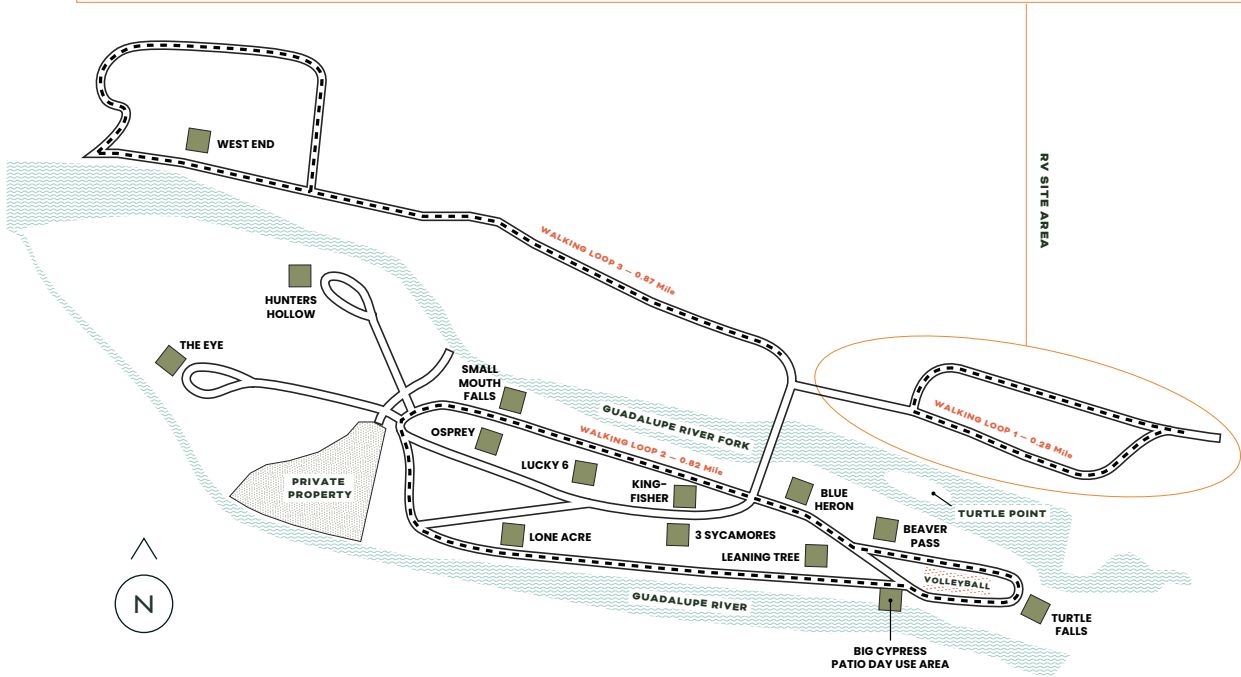 WEST END
RV SITE AREA
WALKING LOOP 3 – 0.87 Mile
HUNTERS
HOLLOW
THE EYE
SMALL
MOUTH
FALLS
GUADALUPE RIVER FORK
WALKING LOOP 1 – 0.28 Mile
OSPREY
WALKING LOOP 2 – 0.82 Mile
LUCKY 6
KING-
FISHER
PRIVATE
PROPERTY
BLUE
HERON
TURTLE POINT
LONE ACRE
3 SYCAMORES
BEAVER
PASS
LEANING TREE
VOLLEYBALL
GUADALUPE RIVER
N
TURTLE
FALLS
BIG CYPRESS
PATIO DAY USE AREA